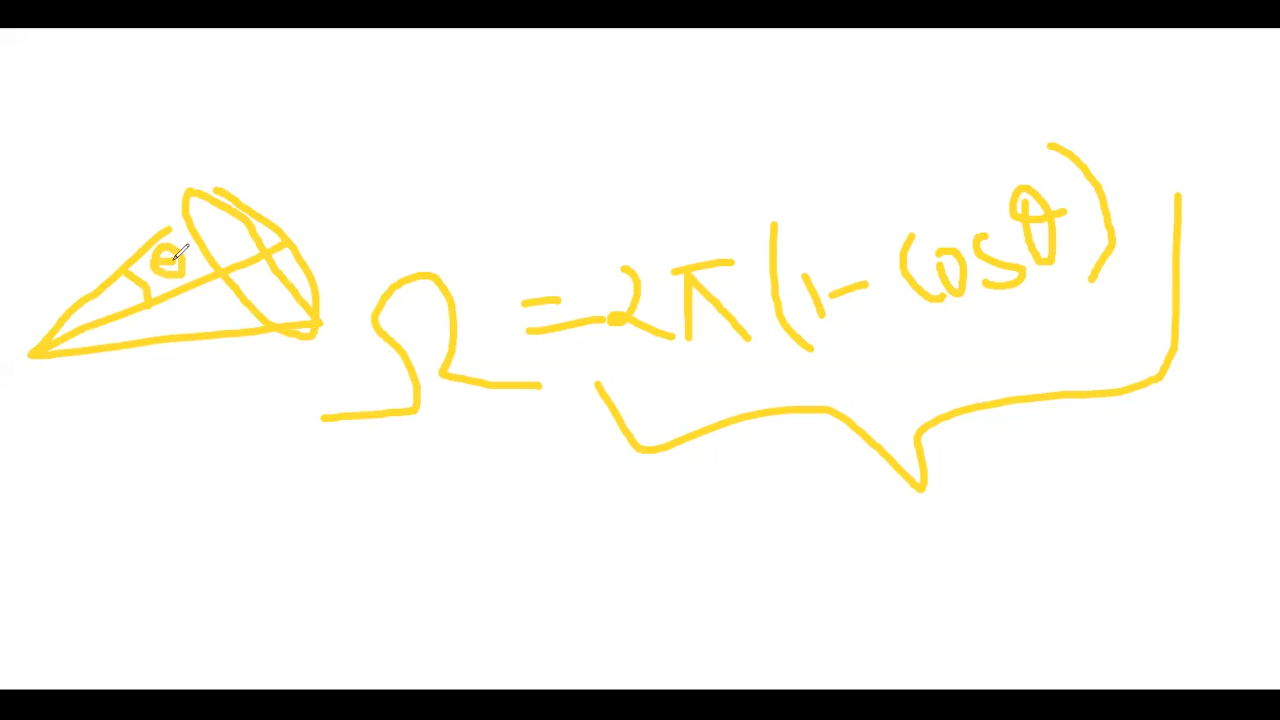 θ
Ω = 2π(1 - cosθ)